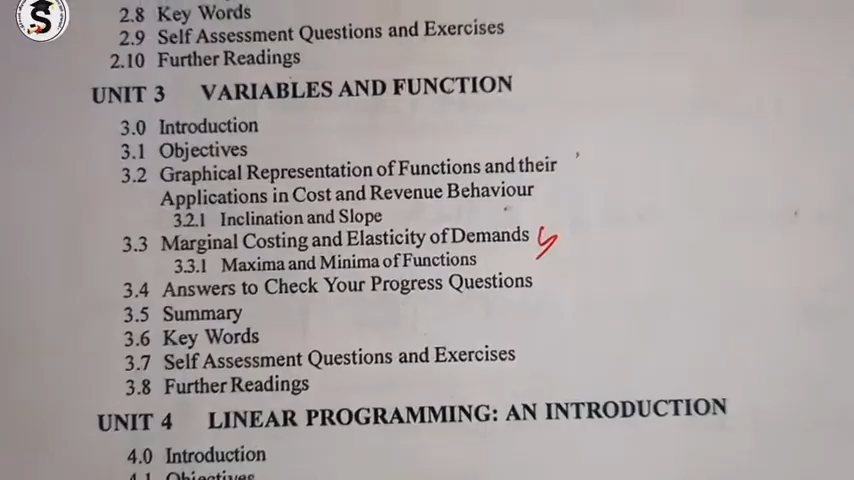 2.8 Key Words
2.9 Self Assessment Questions and Exercises
2.10 Further Readings
UNIT 3 VARIABLES AND FUNCTION
3.0 Introduction
3.1 Objectives
3.2 Graphical Representation of Functions and their
Applications in Cost and Revenue Behaviour
3.2.1 Inclination and Slope
3.3 Marginal Costing and Elasticity of Demands
3.3.1 Maxima and Minima of Functions
3.4 Answers to Check Your Progress Questions
3.5 Summary
3.6 Key Words
3.7 Self Assessment Questions and Exercises
3.8 Further Readings
UNIT 4 LINEAR PROGRAMMING: AN INTRODUCTION
4.0 Introduction
4.1 Objectives